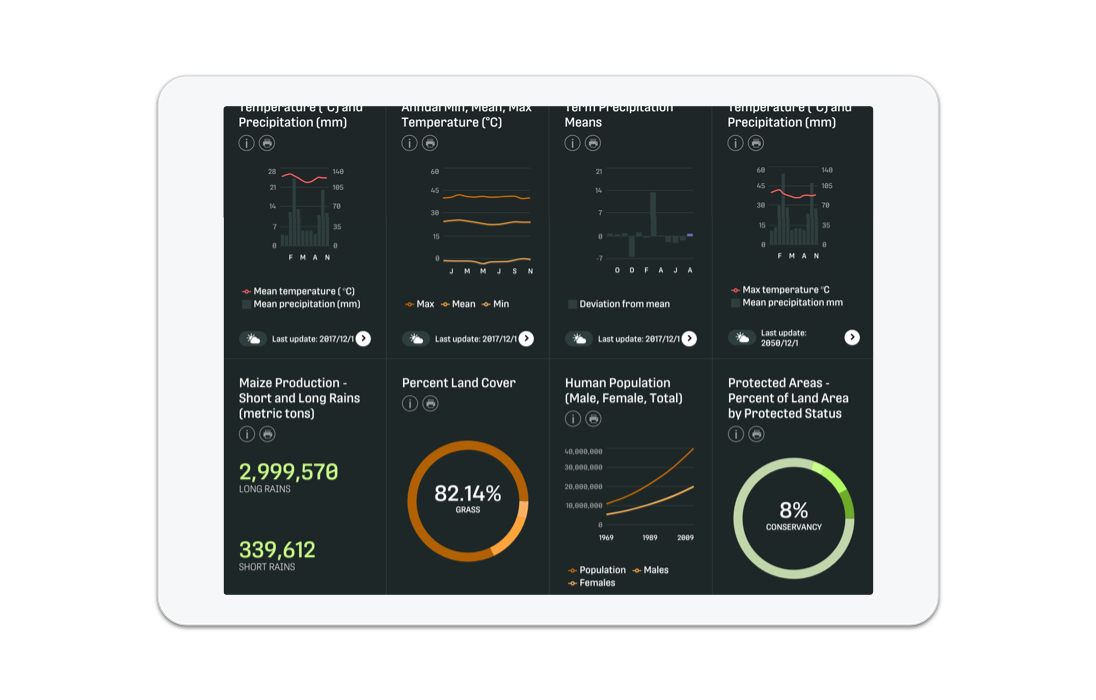 Temperature (°C) and
Precipitation (mm)
28
21
14
7
0
140
105
70
35
0
F M A N
Mean temperature ( °C)
Mean precipitation (mm)
Last update: 2017/12/1
Annual Min, Mean, Max
Temperature (°C)
60
45
30
15
0
J M M J S N
Max Mean Min
Last update: 2017/12/1
Term Precipitation
Means
21
14
7
0
-7
O D F A J A
Deviation from mean
Last update: 2017/12/1
Temperature (°C) and
Precipitation (mm)
60
45
30
15
0
140
105
70
35
0
F M A N
Max temperature °C
Mean precipitation mm
Last update:
2050/12/1
Maize Production -
Short and Long Rains
(metric tons)
2,999,570
LONG RAINS
339,612
SHORT RAINS
Percent Land Cover
82.14%
GRASS
Human Population
(Male, Female, Total)
40,000,000
30,000,000
20,000,000
10,000,000
0
1969 1989 2009
Population Males
Females
Protected Areas -
Percent of Land Area
by Protected Status
8%
CONSERVANCY